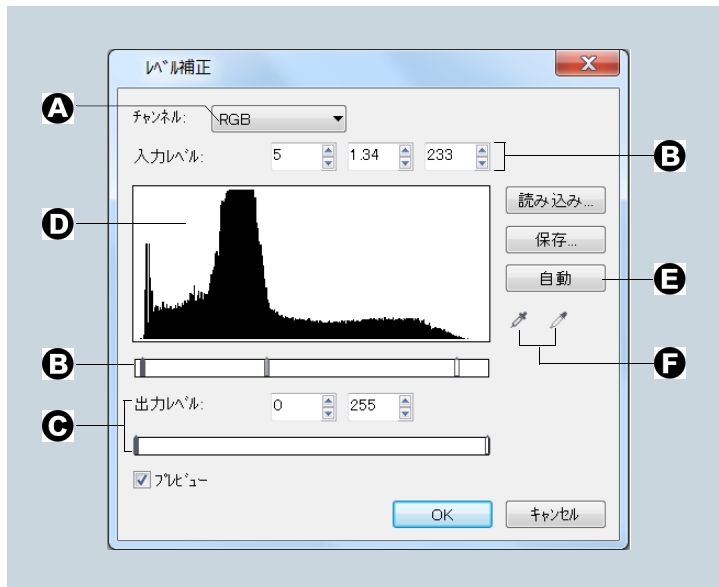 レベル補正
A
チャンネル: RGB
入力レベル: 5 1.34 233
B
D
読み込み...
保存...
自動
E
F
B
出力レベル: 0 255
C
プレビュー
OK
キャンセル